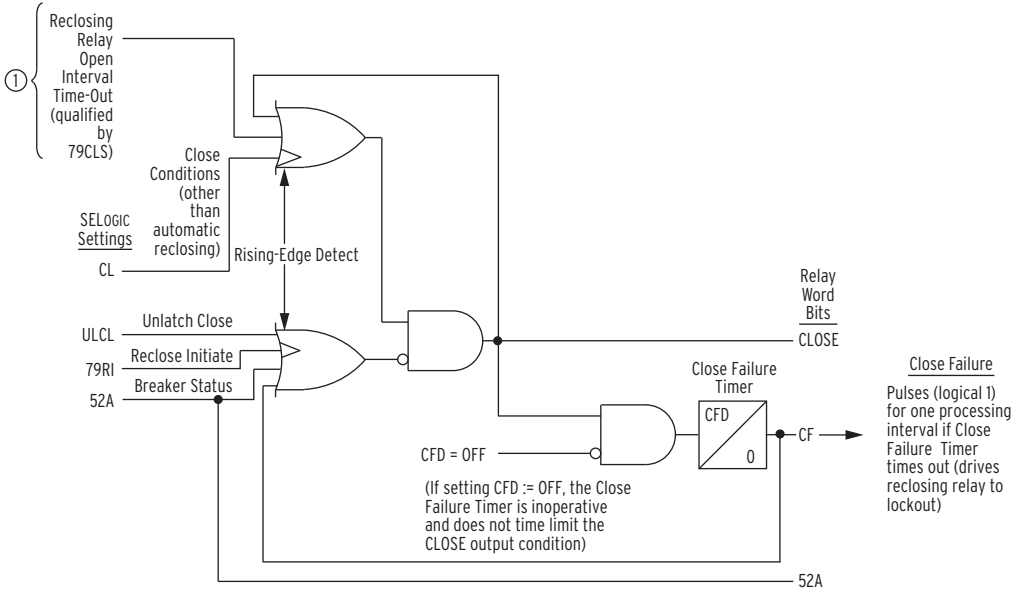 1
Reclosing
Relay
Open
Interval
Time-Out
(qualified
by
79CLS)
Close
Conditions
(other
than
automatic
reclosing)
SELOGIC
Settings
CL
Rising-Edge Detect
ULCL
Unlatch Close
79RI
Reclose Initiate
52A
Breaker Status
Relay
Word
Bits
CLOSE
Close Failure
Timer
CFD
0
CFD = OFF
CF
(If setting CFD := OFF, the Close
Failure Timer is inoperative
and does not time limit the
CLOSE output condition)
Close Failure
Pulses (logical 1)
for one processing
interval if Close
Failure Timer
times out (drives
reclosing relay to
lockout)
52A